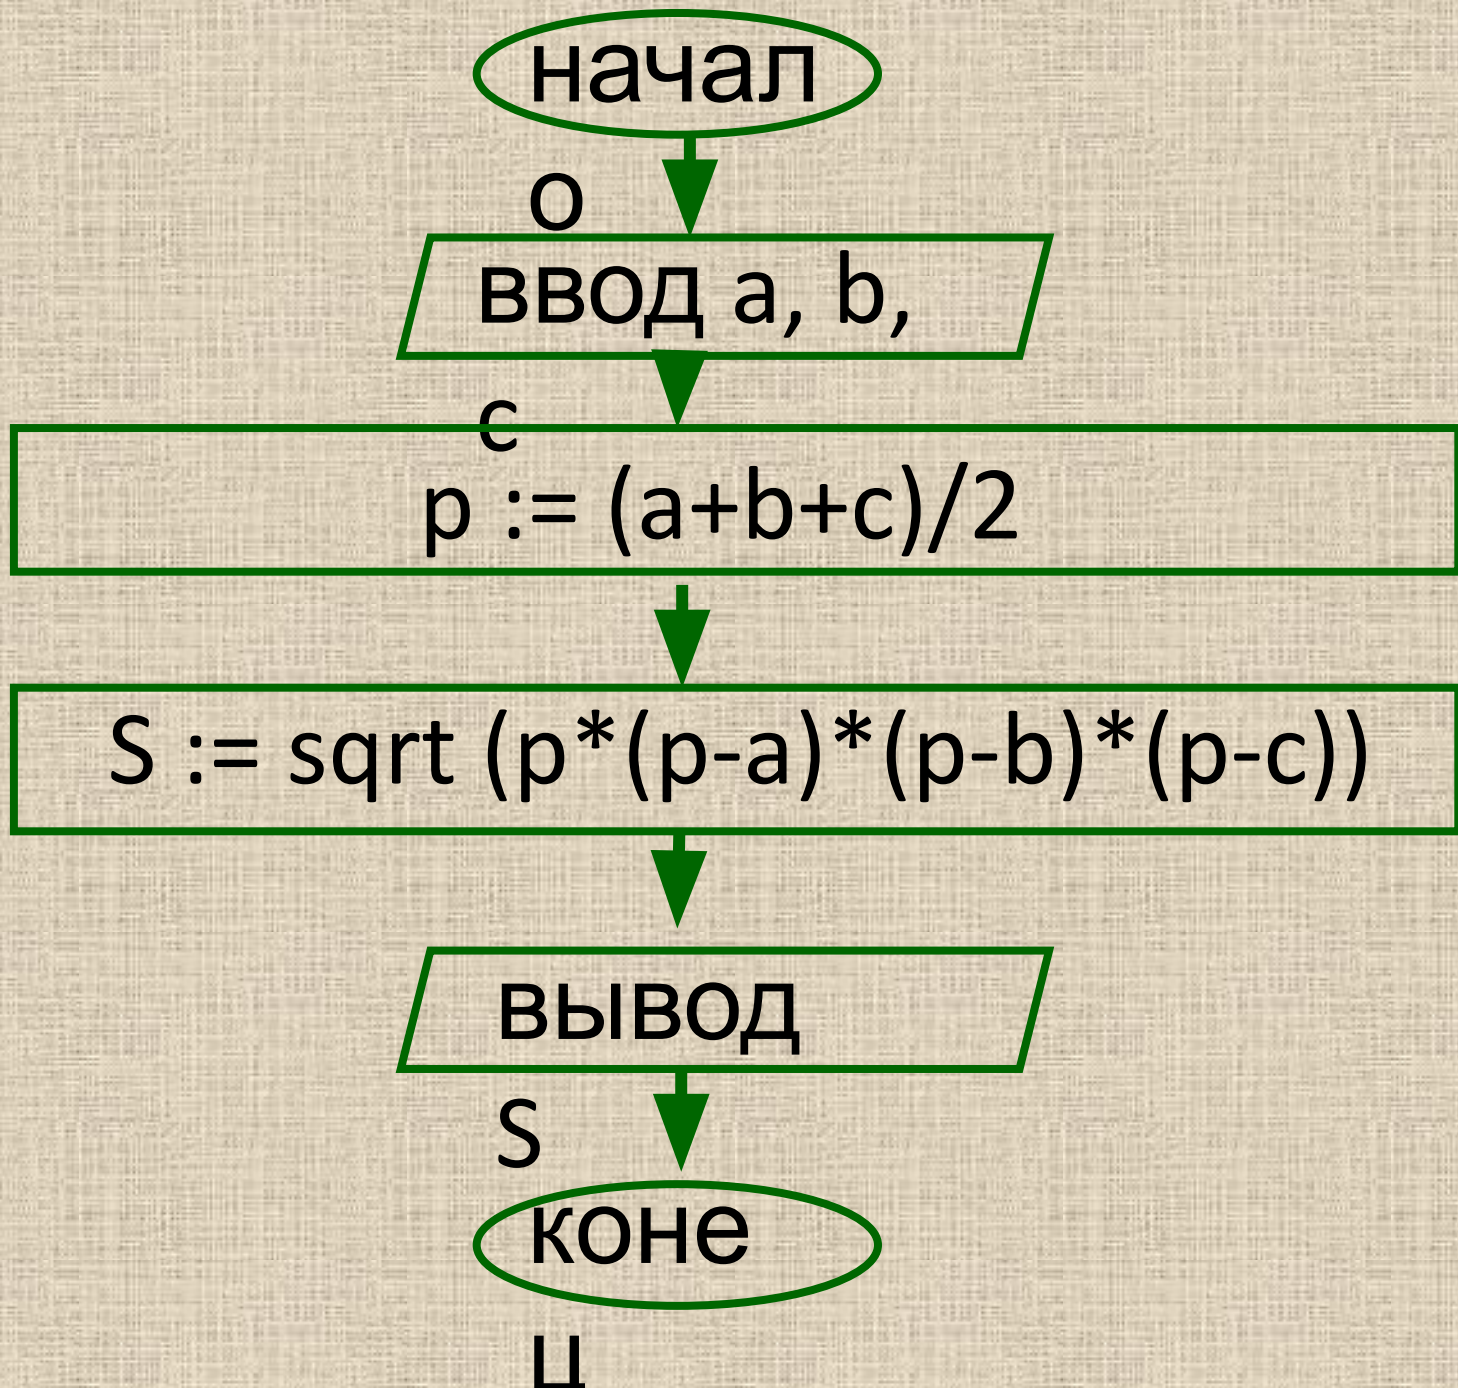 начал
о
ввод a, b,
c
p := (a+b+c)/2
S := sqrt (p*(p-a)*(p-b)*(p-c))
вывод
S
коне
ц